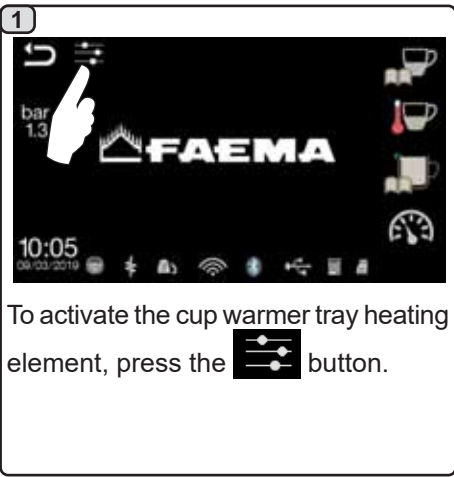 1
bar
1.3
FAEMA
10:05
09/03/2019
To activate the cup warmer tray heating
element, press the button.